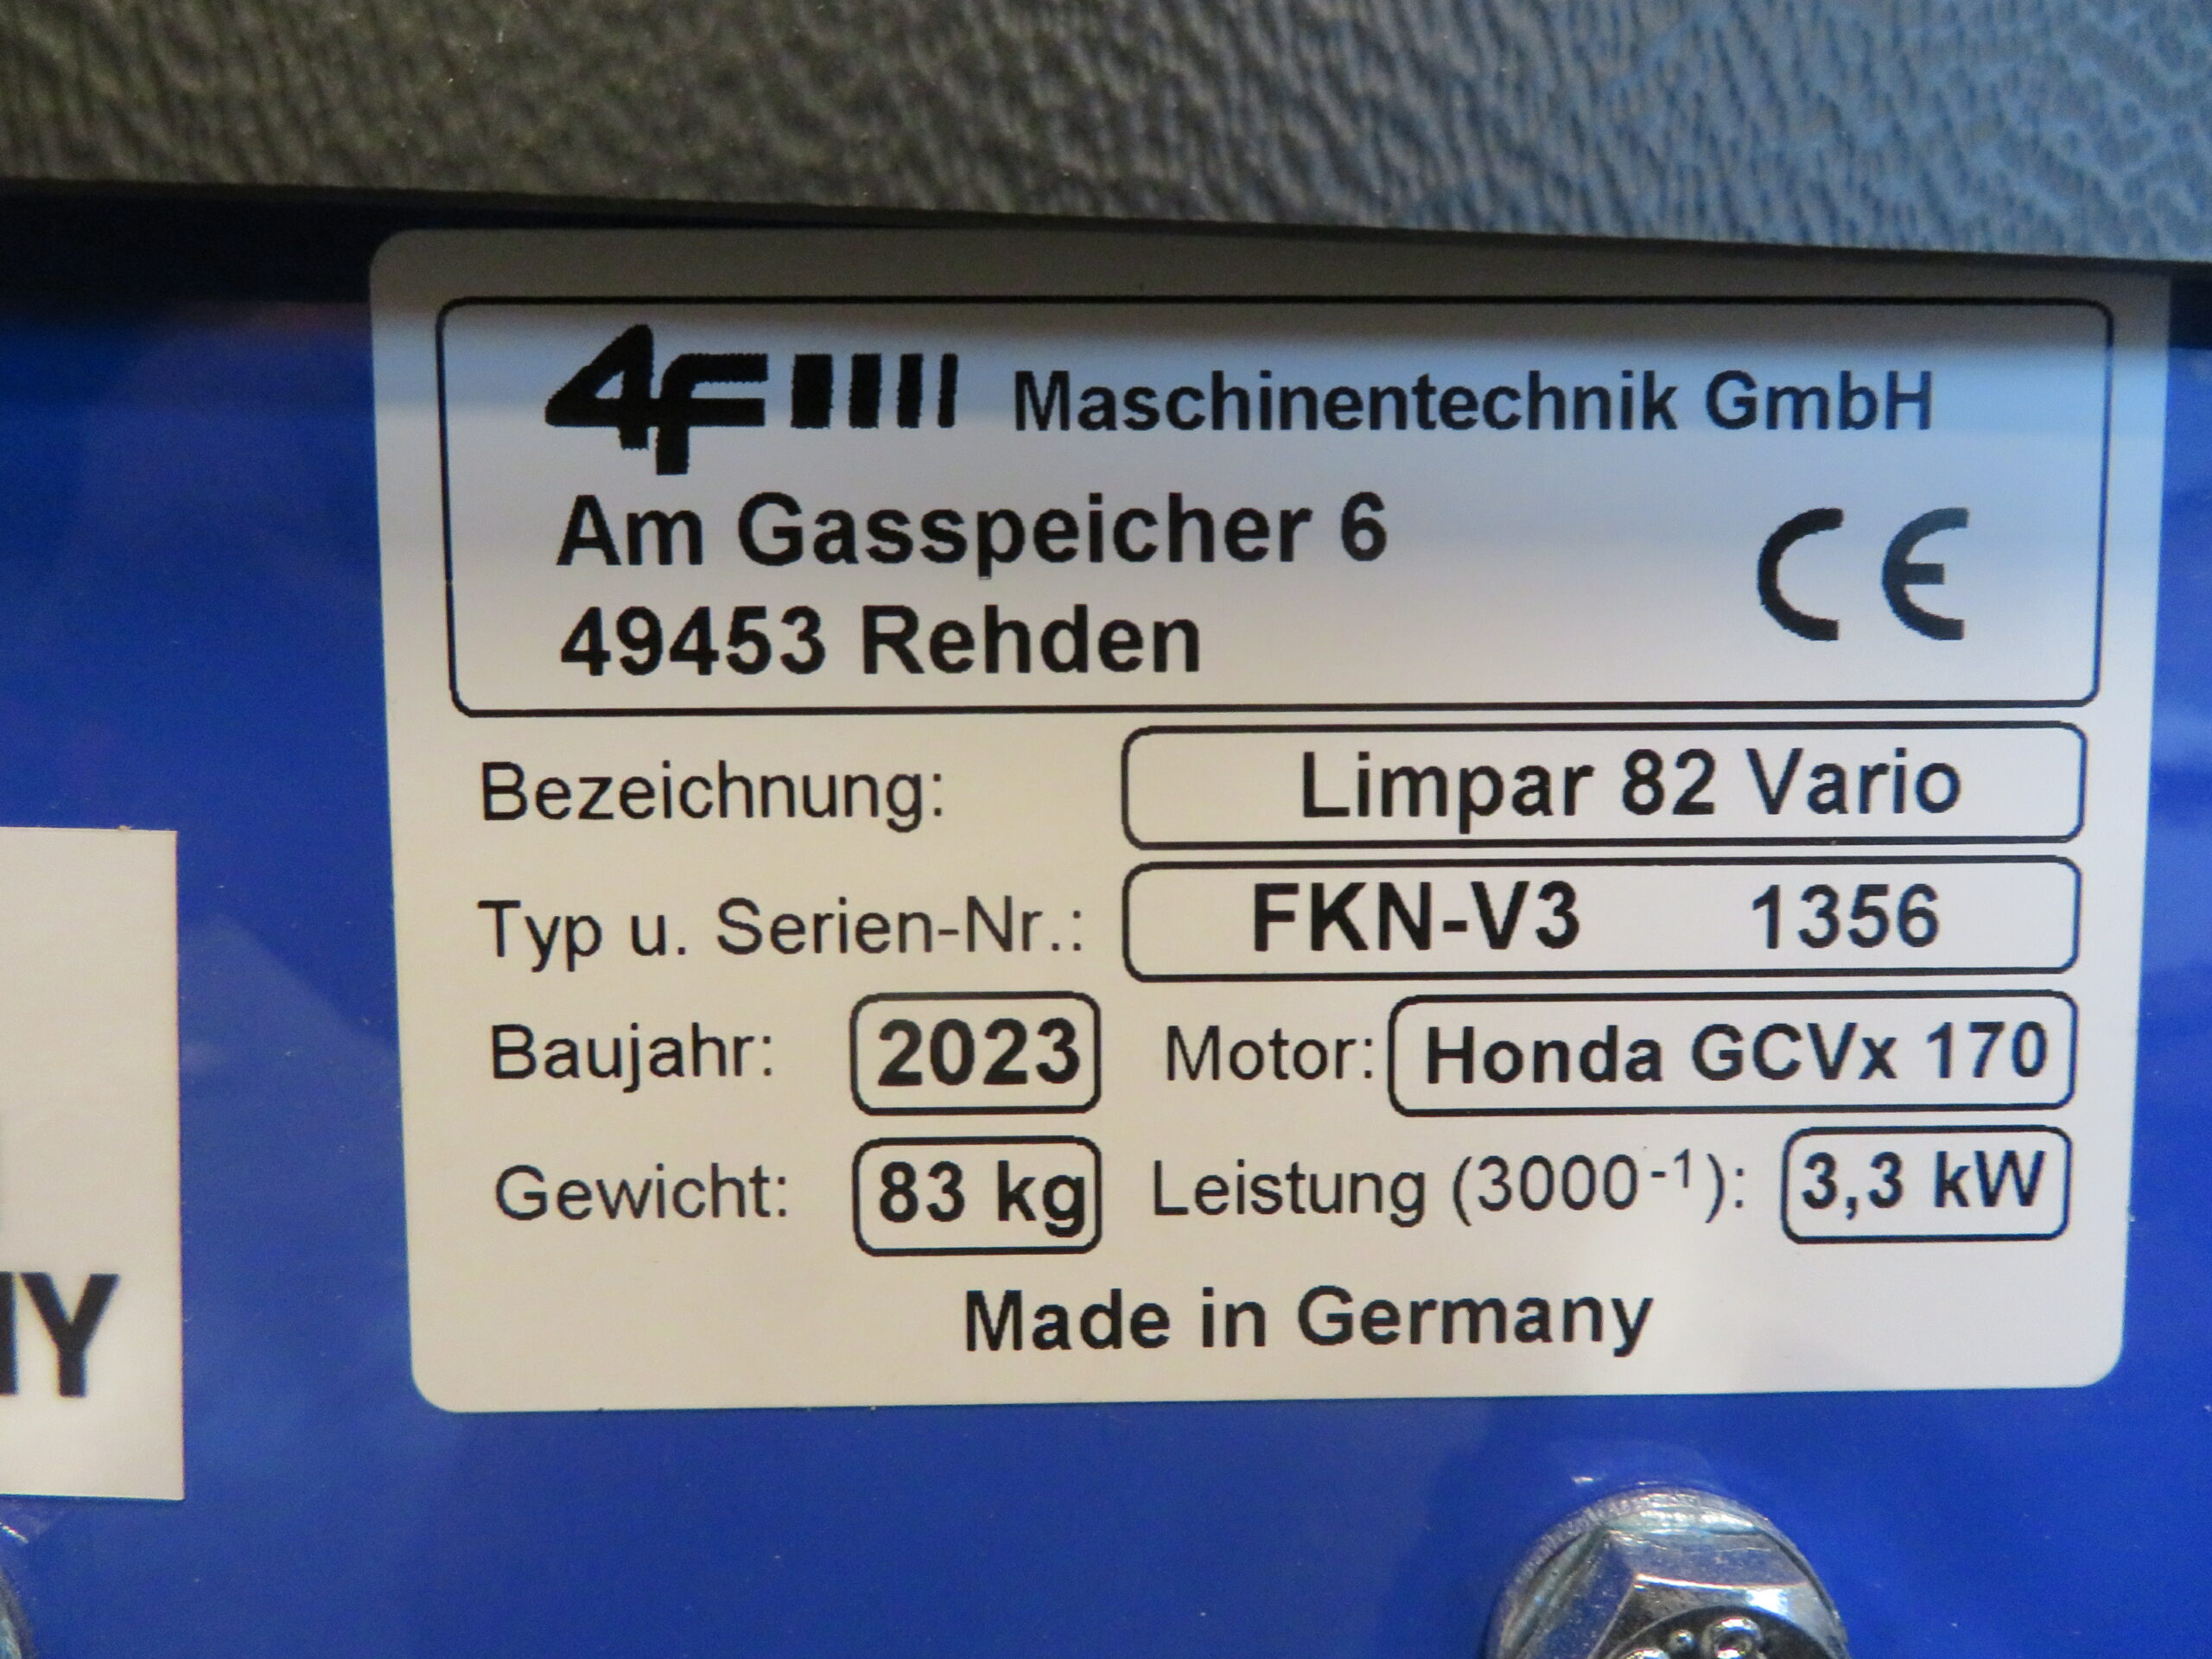 4F Maschinentechnik GmbH
Am Gasspeicher 6
49453 Rehden
CE
Bezeichnung: Limpar 82 Vario
Typ u. Serien-Nr.: FKN-V3 1356
Baujahr: 2023 Motor: Honda GCVx 170
Gewicht: 83 kg Leistung (3000⁻¹): 3,3 kW
Made in Germany